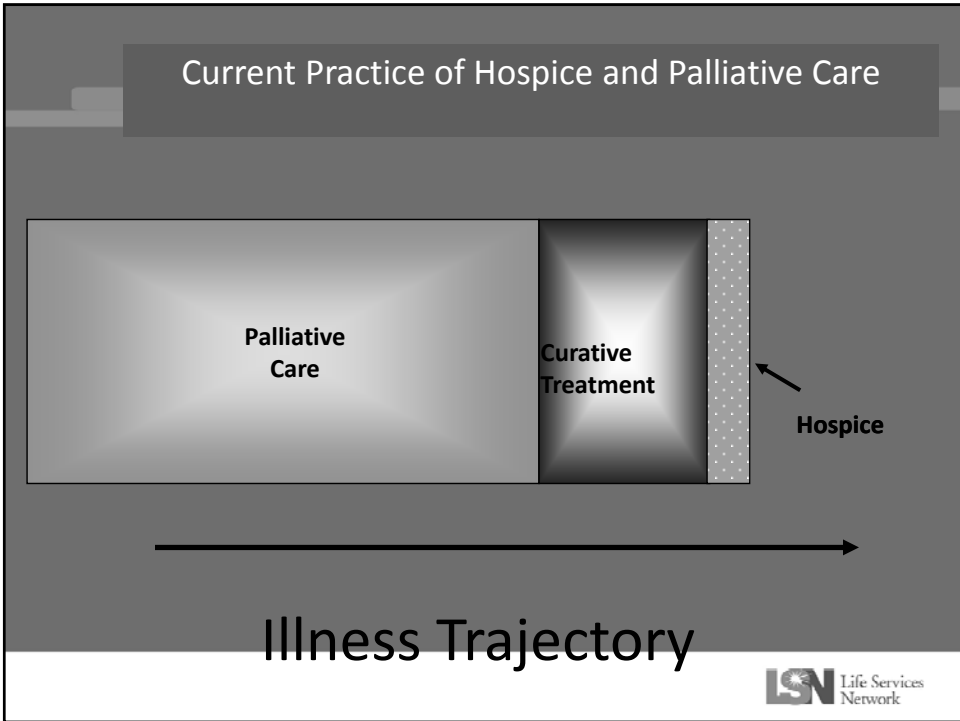 Current Practice of Hospice and Palliative Care
Palliative
Care
Curative
Treatment
Hospice
Illness Trajectory
LSN Life Services
Network